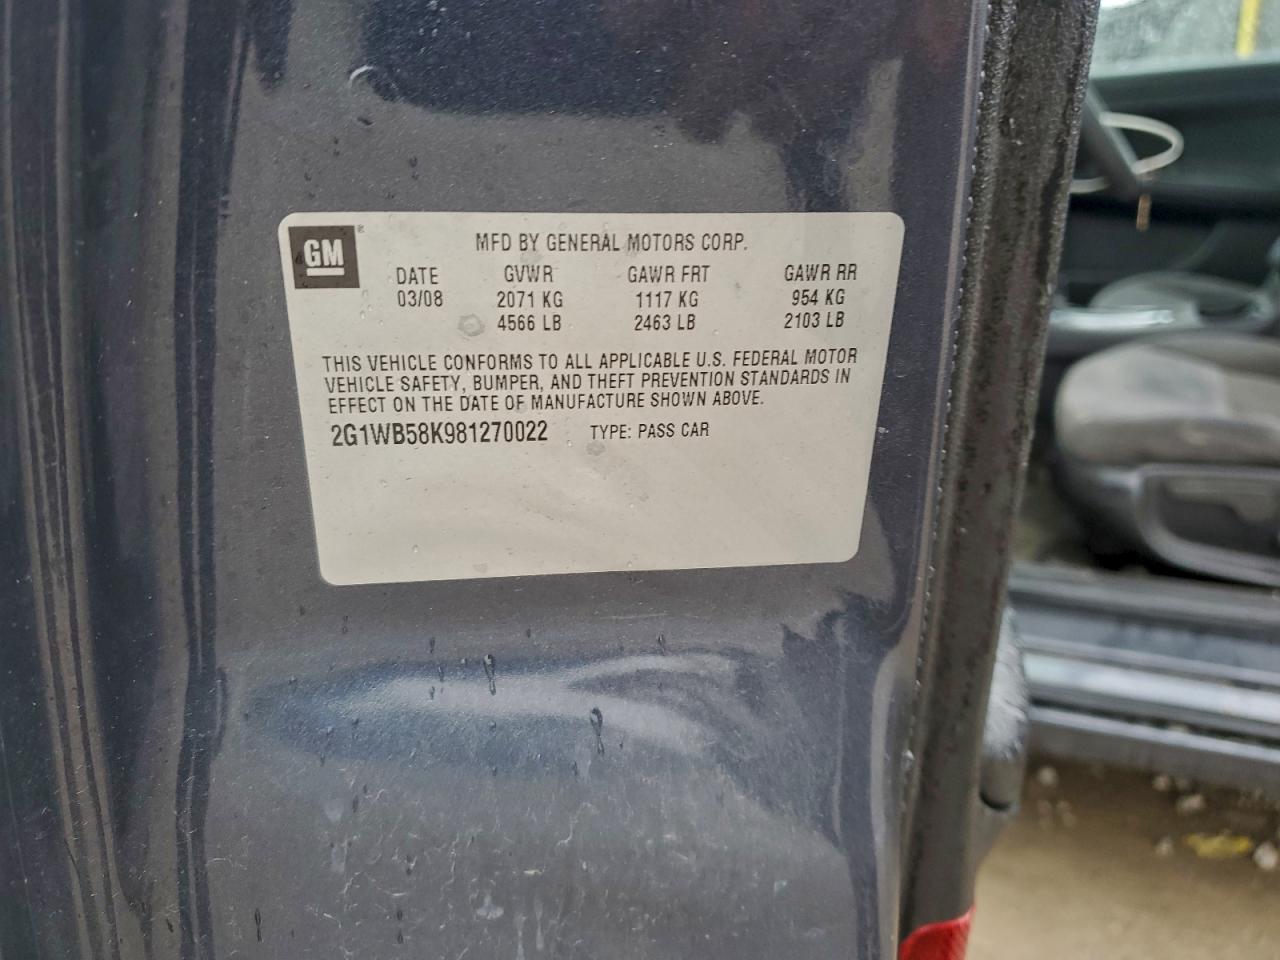 GM
MFD BY GENERAL MOTORS CORP.
DATE GVWR GAWR FRT GAWR RR
03/08 2071 KG 1117 KG 954 KG
4566 LB 2463 LB 2103 LB
THIS VEHICLE CONFORMS TO ALL APPLICABLE U.S. FEDERAL MOTOR
VEHICLE SAFETY, BUMPER, AND THEFT PREVENTION STANDARDS IN
EFFECT ON THE DATE OF MANUFACTURE SHOWN ABOVE.
2G1WB58K981270022 TYPE: PASS CAR